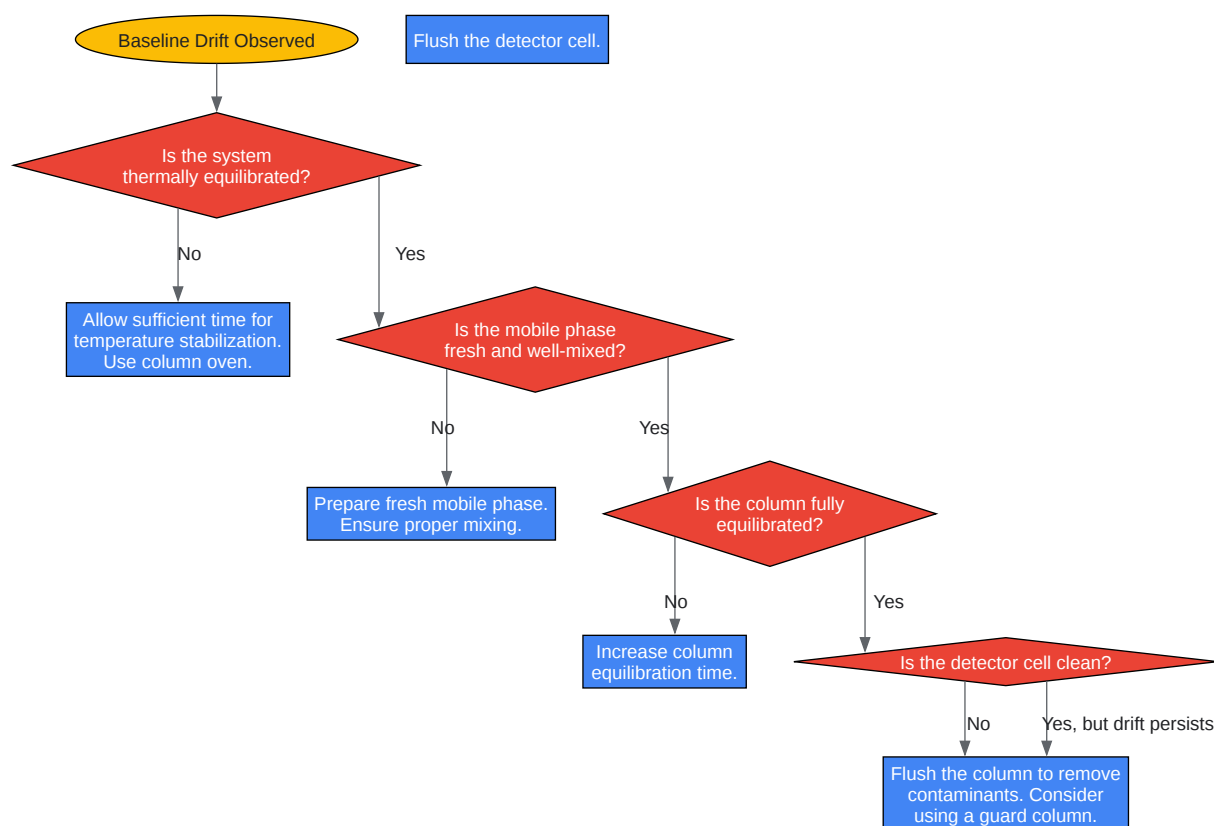 Baseline Drift Observed
Flush the detector cell.
Is the system
thermally equilibrated?
No
Yes
Allow sufficient time for
temperature stabilization.
Use column oven.
Is the mobile phase
fresh and well-mixed?
No
Yes
Prepare fresh mobile phase.
Ensure proper mixing.
Is the column fully
equilibrated?
No
Yes
Increase column
equilibration time.
Is the detector cell clean?
No
Yes, but drift persists
Flush the column to remove
contaminants. Consider
using a guard column.